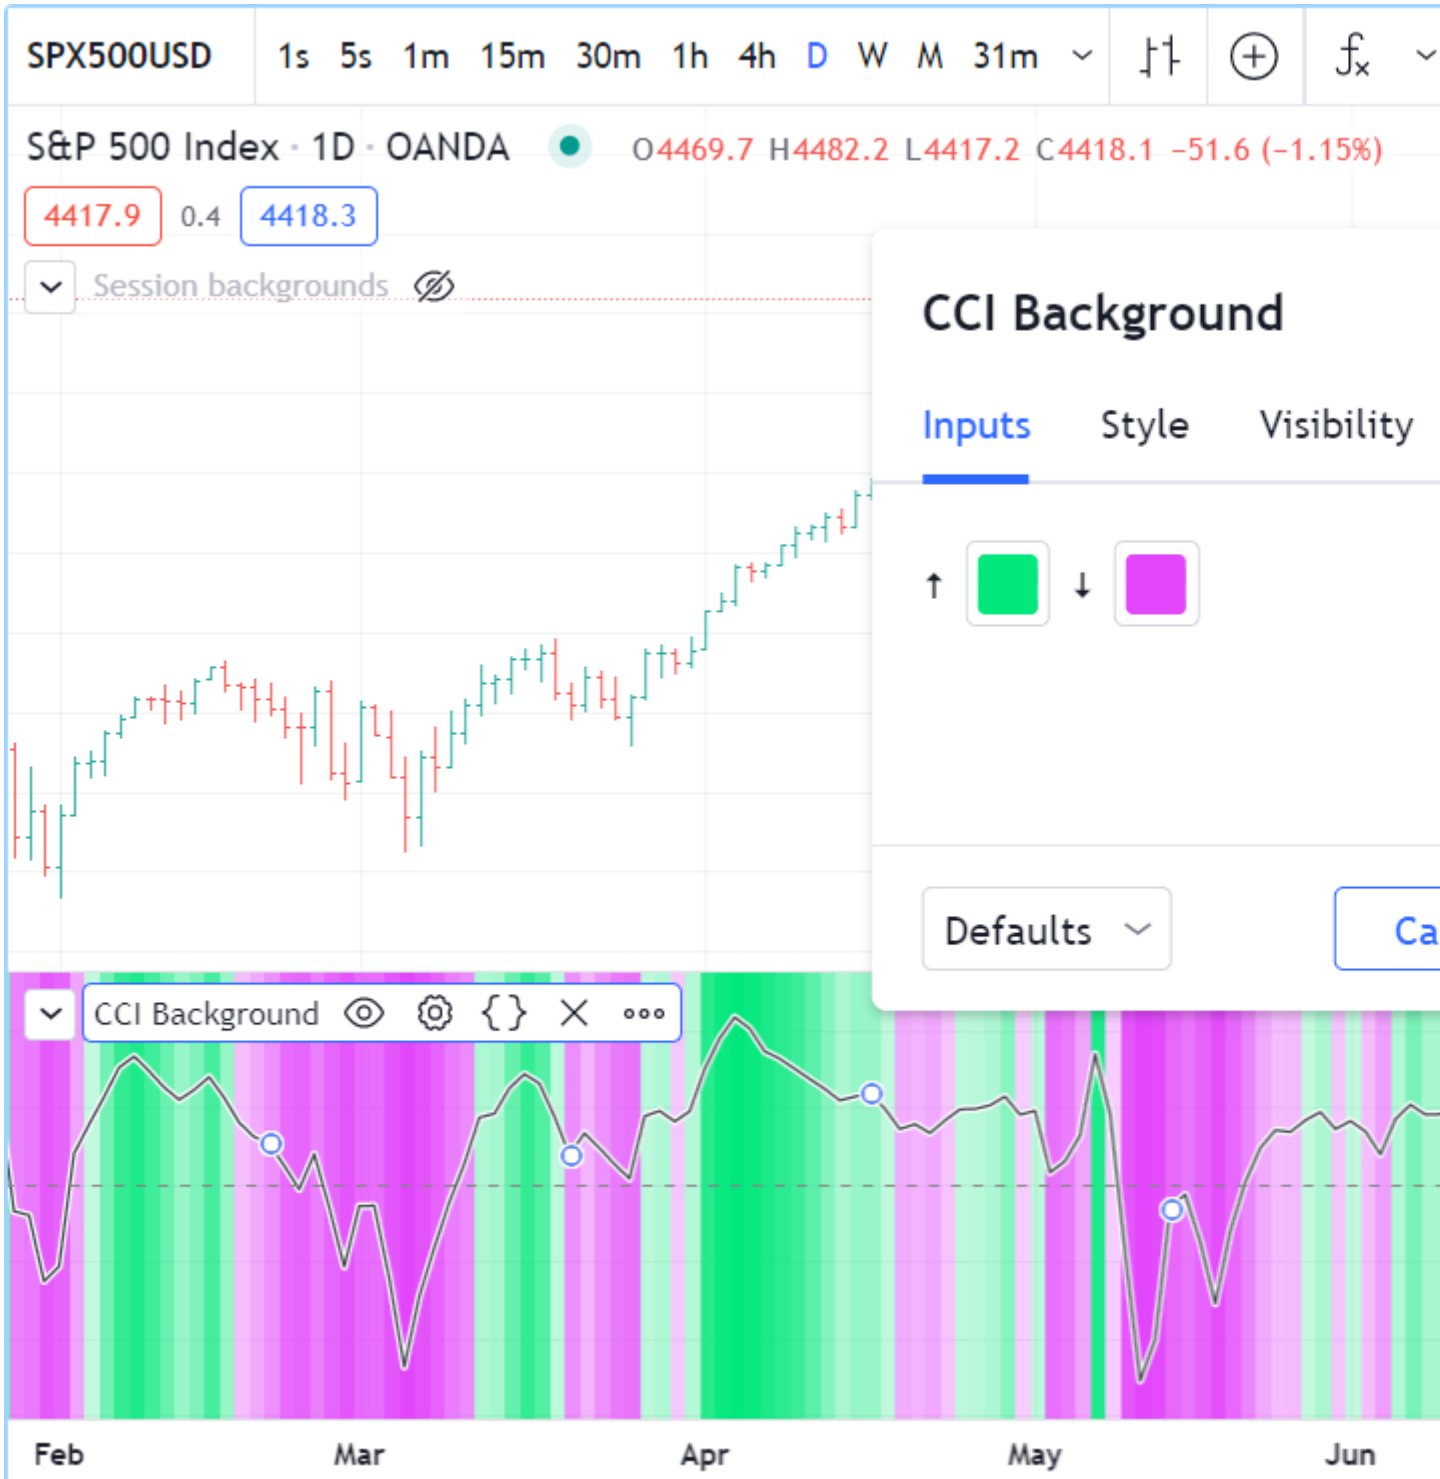 SPX500USD 1s 5s 1m 15m 30m 1h 4h D W M 31m fx
S&P 500 Index · 1D · OANDA O4469.7 H4482.2 L4417.2 C4418.1 −51.6 (−1.15%)
4417.9 0.4 4418.3
Session backgrounds
CCI Background
Inputs Style Visibility
↑ ↓
Defaults Ca
CCI Background {}
Feb Mar Apr May Jun